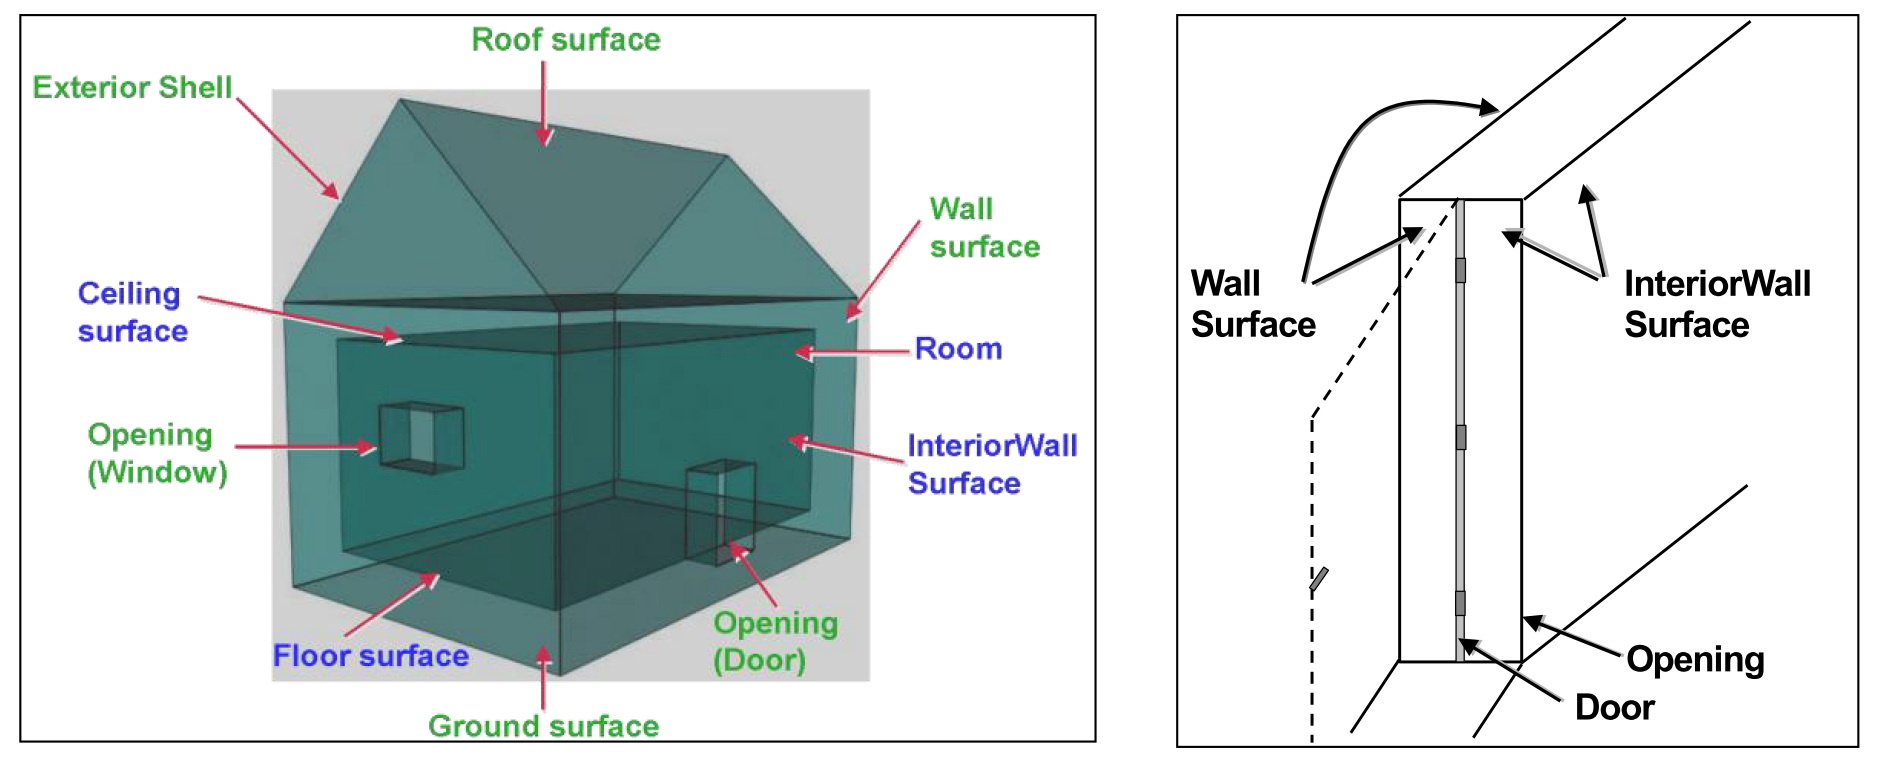 Roof surface
Exterior Shell
Wall
surface
Ceiling
surface
Room
Opening
(Window)
InteriorWall
Surface
Opening
(Door)
Floor surface
Ground surface
Wall
Surface
InteriorWall
Surface
Opening
Door